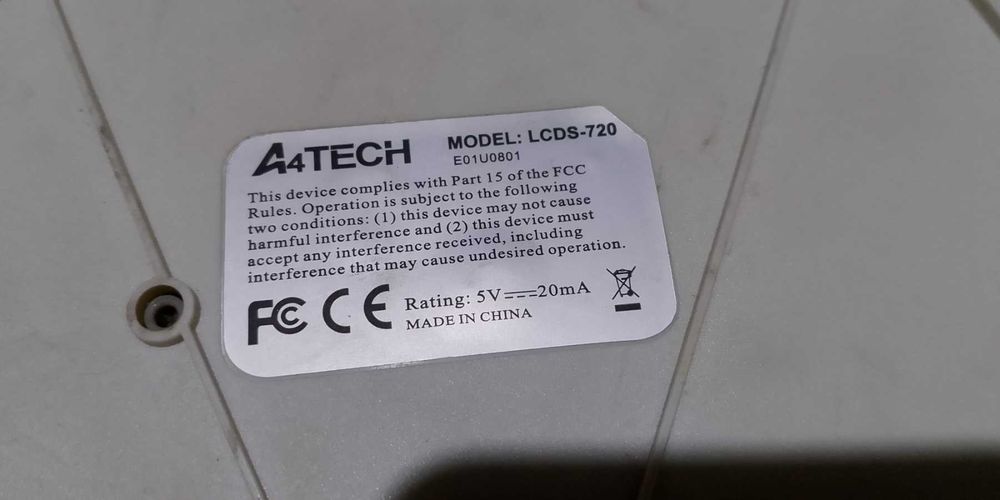 A4TECH
MODEL: LCDS-720
E01U0801
This device complies with Part 15 of the FCC
Rules. Operation is subject to the following
two conditions: (1) this device may not cause
harmful interference and (2) this device must
accept any interference received, including
interference that may cause undesired operation.
FC CE Rating: 5V⎓20mA
MADE IN CHINA